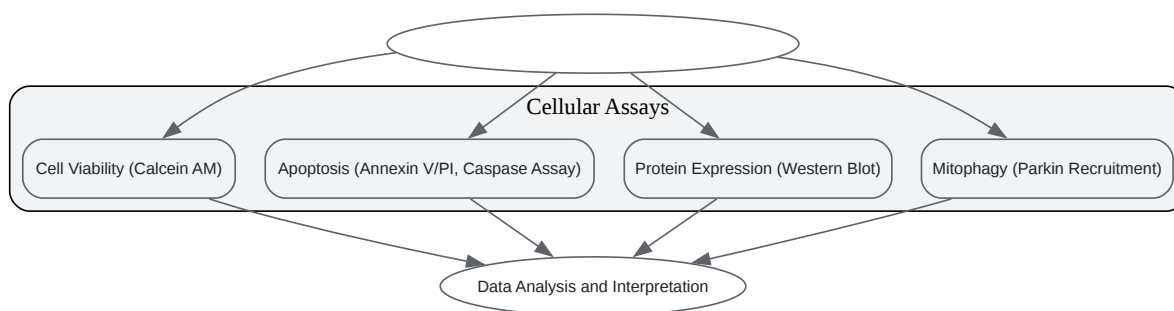 Cellular Assays
Cell Viability (Calcein AM)
Apoptosis (Annexin V/PI, Caspase Assay)
Protein Expression (Western Blot)
Mitophagy (Parkin Recruitment)
Data Analysis and Interpretation